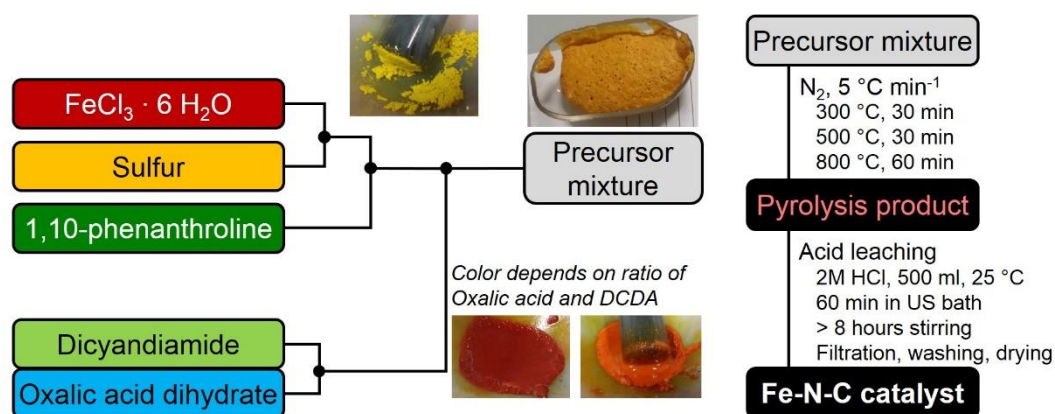 FeCl₃ · 6 H₂O
Sulfur
1,10-phenanthroline
Dicyandiamide
Oxalic acid dihydrate
Precursor
mixture
Color depends on ratio of
Oxalic acid and DCDA
Precursor mixture
N₂, 5 °C min⁻¹
300 °C, 30 min
500 °C, 30 min
800 °C, 60 min
Pyrolysis product
Acid leaching
2M HCl, 500 ml, 25 °C
60 min in US bath
> 8 hours stirring
Filtration, washing, drying
Fe-N-C catalyst